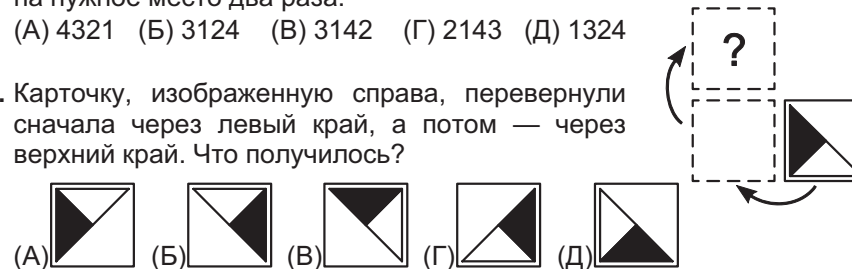 на нужное место два раза.
(А) 4321 (Б) 3124 (В) 3142 (Г) 2143 (Д) 1324
?
. Карточку, изображенную справа, перевернули
сначала через левый край, а потом — через
верхний край. Что получилось?
(А) (Б) (В) (Г) (Д)